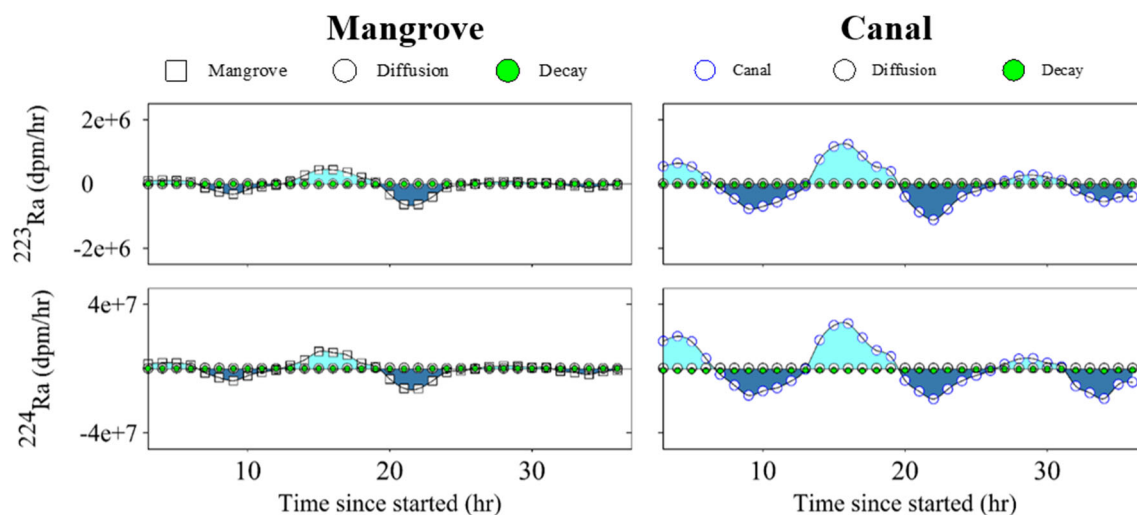 Mangrove Canal
Mangrove Diffusion Decay Canal Diffusion Decay
223Ra (dpm/hr)
2e+6
0
-2e+6
224Ra (dpm/hr)
4e+7
0
-4e+7
10 20 30 10 20 30
Time since started (hr) Time since started (hr)